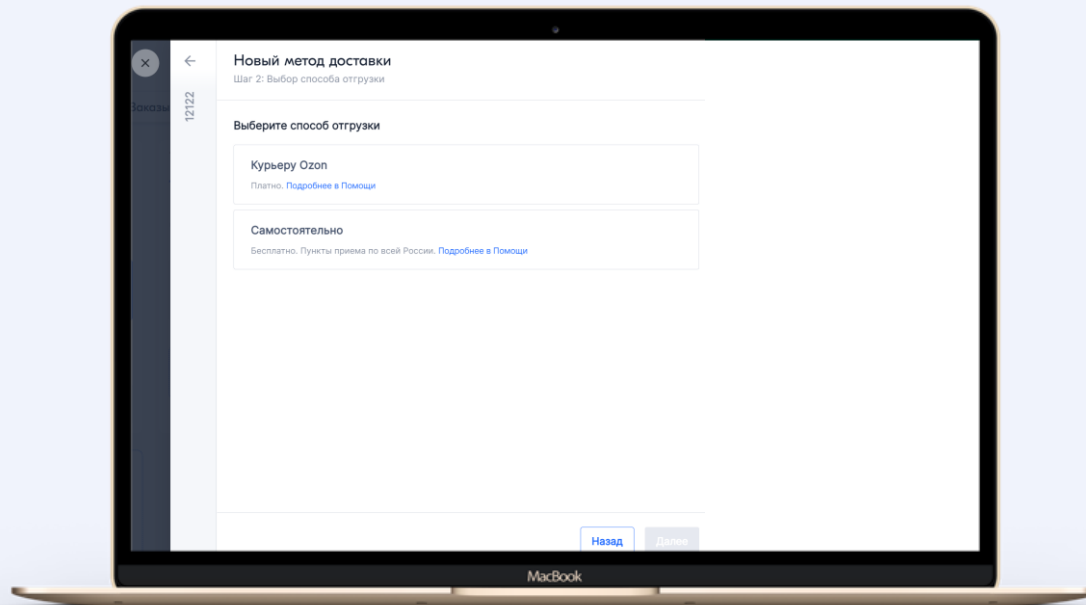 Новый метод доставки
Шаг 2: Выбор способа отгрузки
Заказы
12122
Выберите способ отгрузки
Курьеру Ozon
Платно. Подробнее в Помощи
Самостоятельно
Бесплатно. Пункты приема по всей России. Подробнее в Помощи
Назад
Далее
MacBook